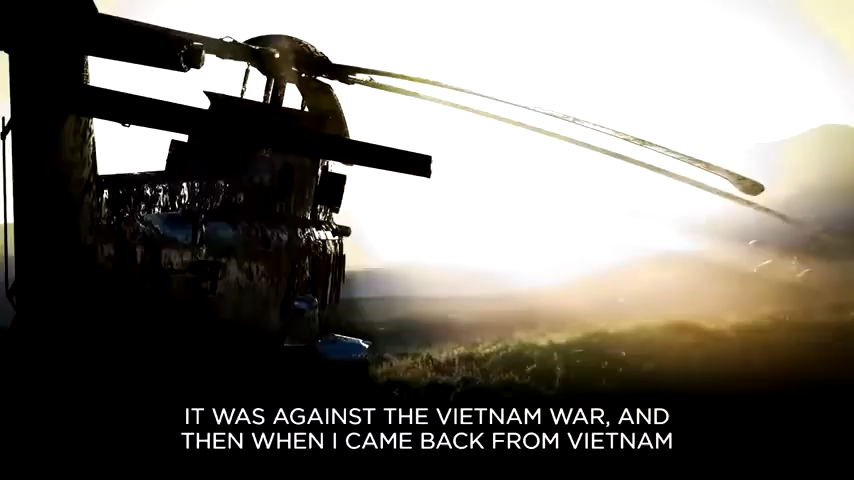 IT WAS AGAINST THE VIETNAM WAR, AND
THEN WHEN I CAME BACK FROM VIETNAM